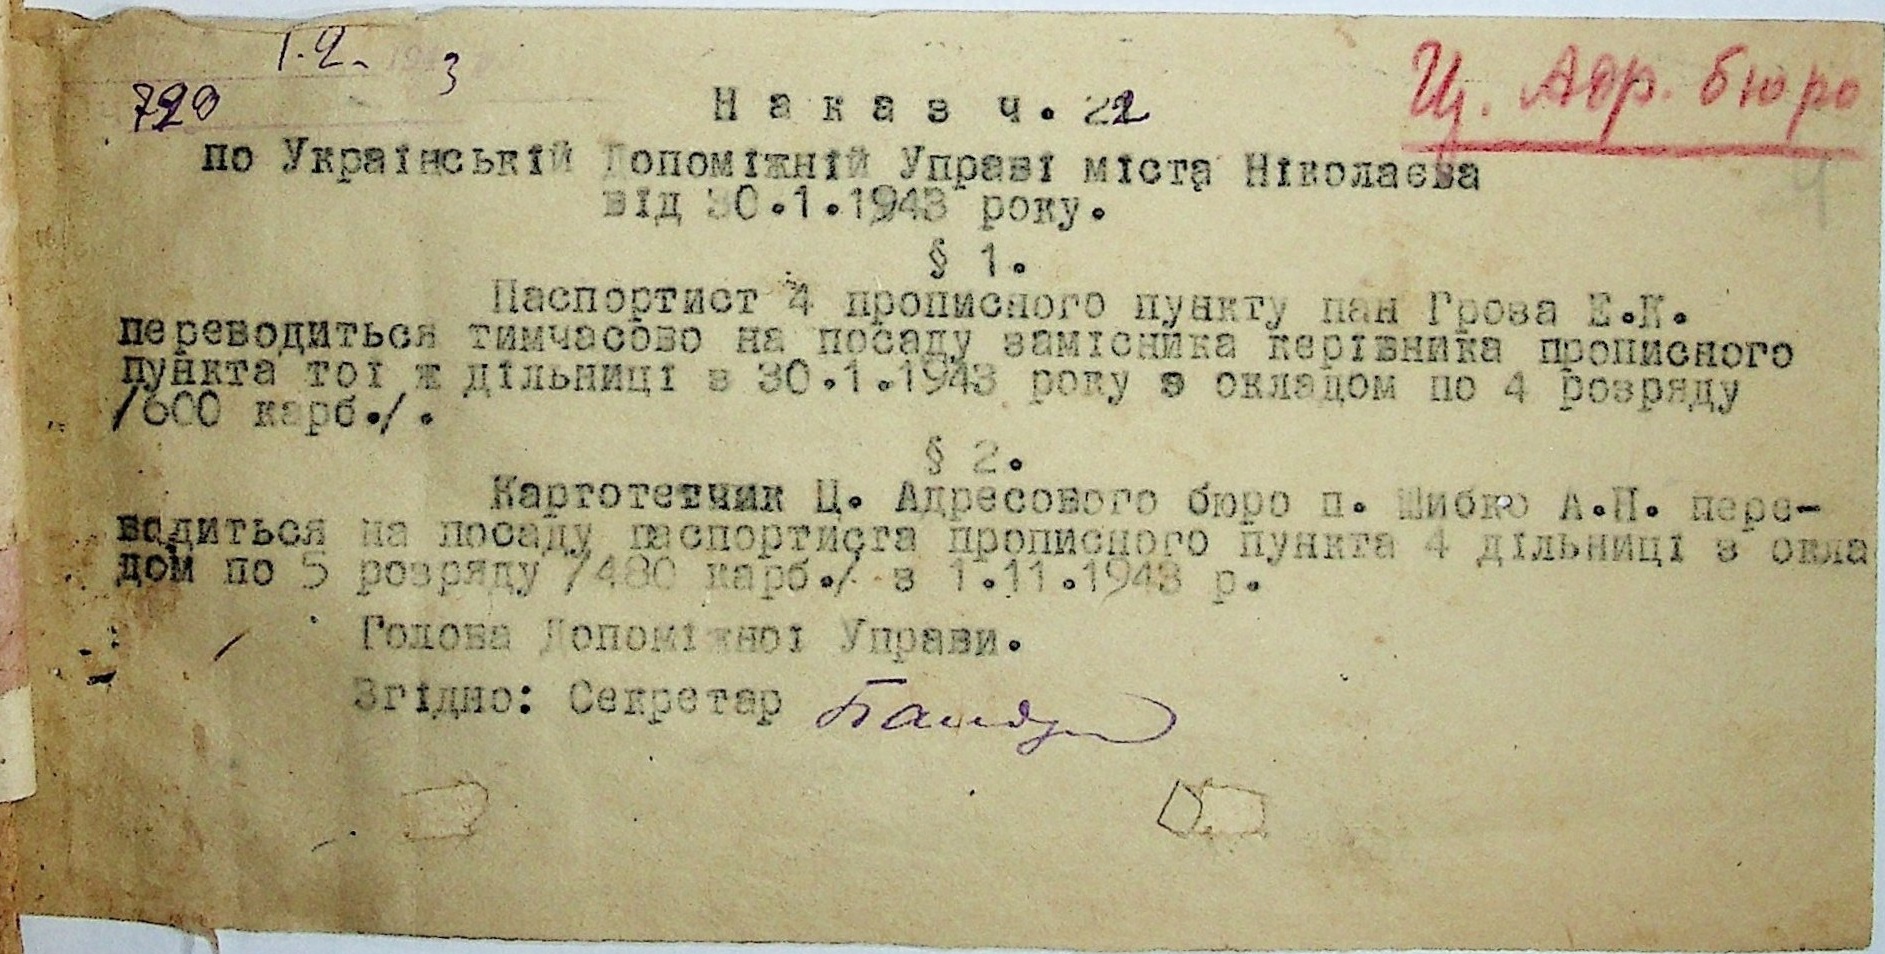 1.2. 3
720
Ц. Адр. бюро
Наказ ч. 22
по Українській Допоміжній Управі міста Ніколаєва
від 30.1.1943 року.
§ 1.
Паспортист 4 прописного пункту пан Грова Е.К.
переводиться тимчасово на посаду замісника керівника прописного
пункта тої ж дільниці з 30.1.1943 року з окладом по 4 розряду
/600 карб./.
§ 2.
Картотечник Ц. Адресового бюро п. Шибко А.П. пере-
водиться на посаду паспортиста прописного пункта 4 дільниці з окла
дом по 5 розряду /480 карб./ з 1.11.1943 р.
Голова Допоміжної Управи.
Згідно: Секретар